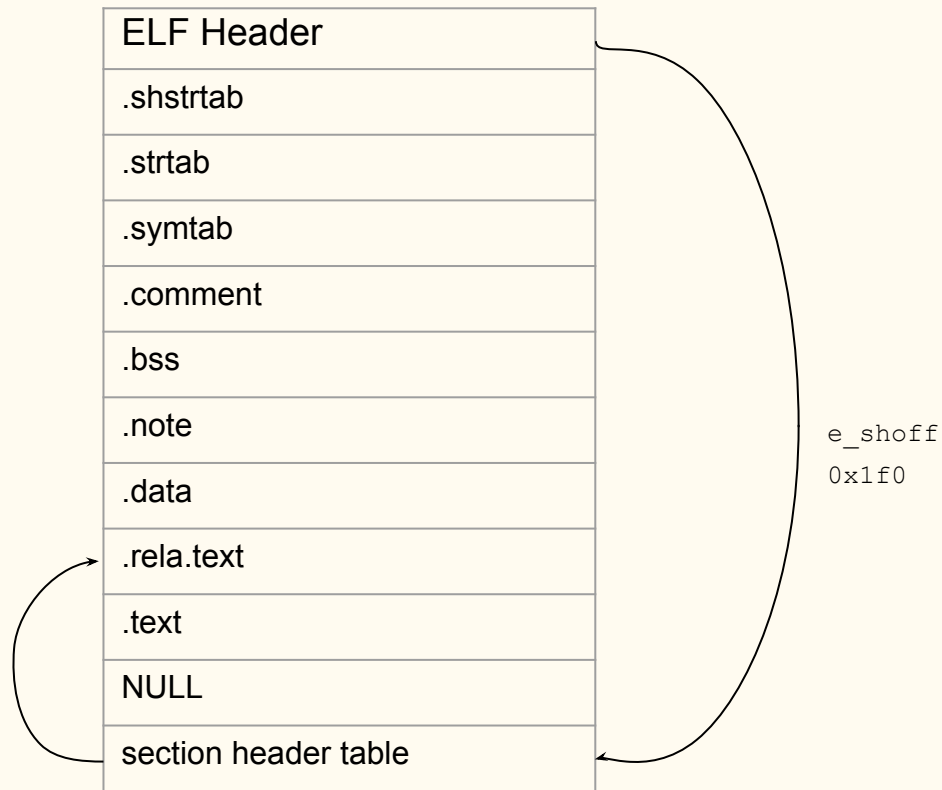 ELF Header
.shstrtab
.strtab
.symtab
.comment
.bss
.note
.data
.rela.text
.text
NULL
section header table
e_shoff
0x1f0